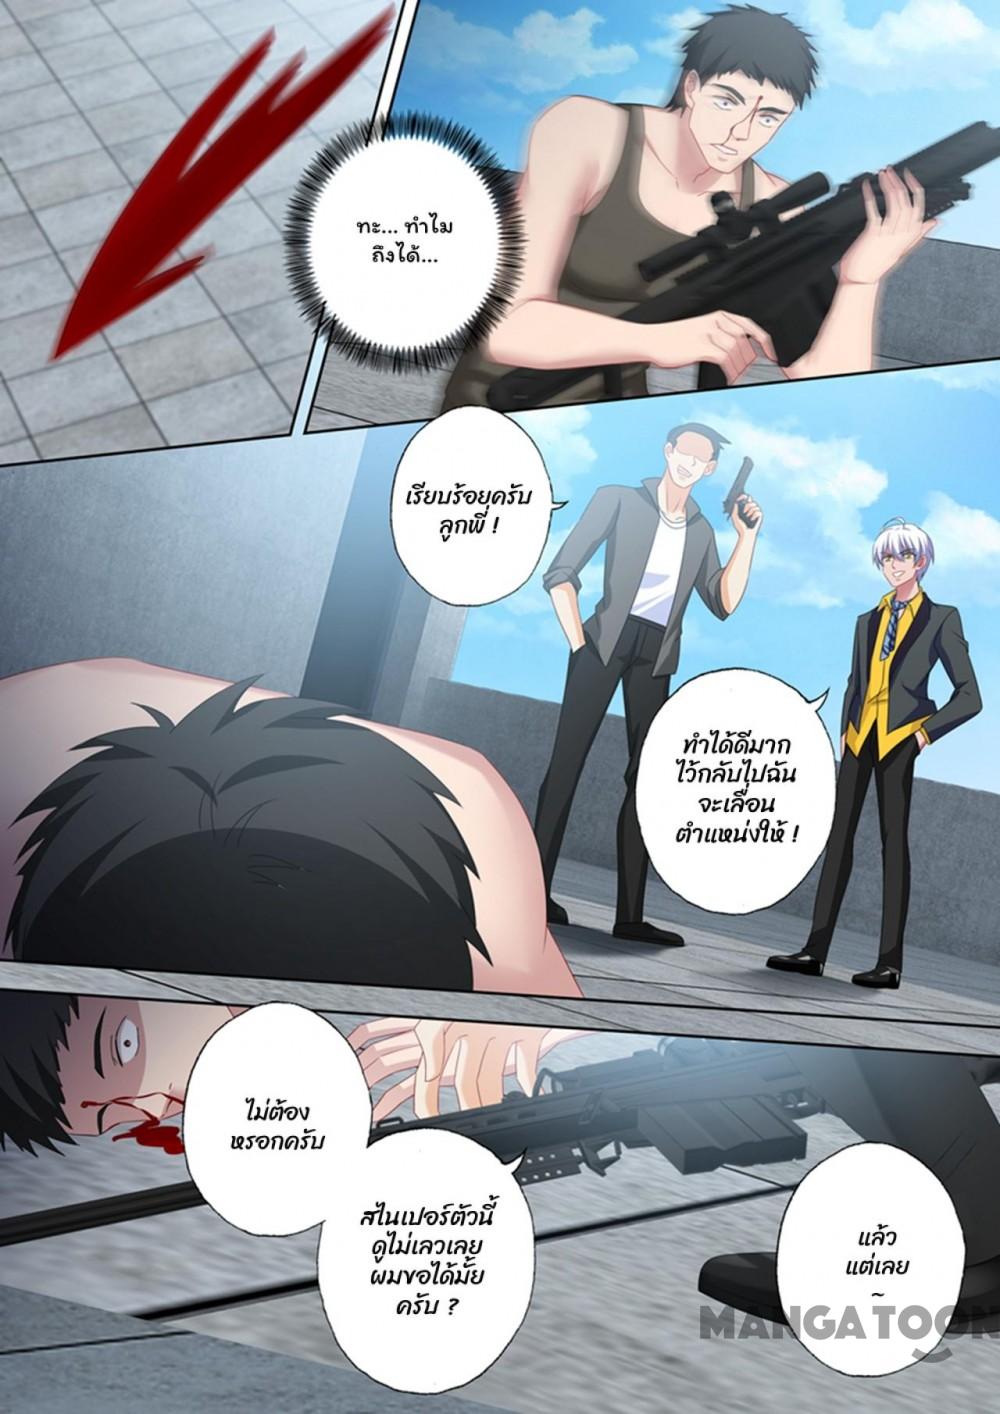 ทะ... ทำไม
ถึงได้...
เรียบร้อยครับ
ลูกพี่ !
ทำได้ดีมาก
ไว้กลับไปฉัน
จะเลื่อน
ตำแหน่งให้ !
ไม่ต้อง
หรอกครับ
สไนเปอร์ตัวนี้
ดูไม่เลวเลย
ผมขอได้มั้ย
ครับ ?
แล้ว
แต่เลย
~
MANGATOON